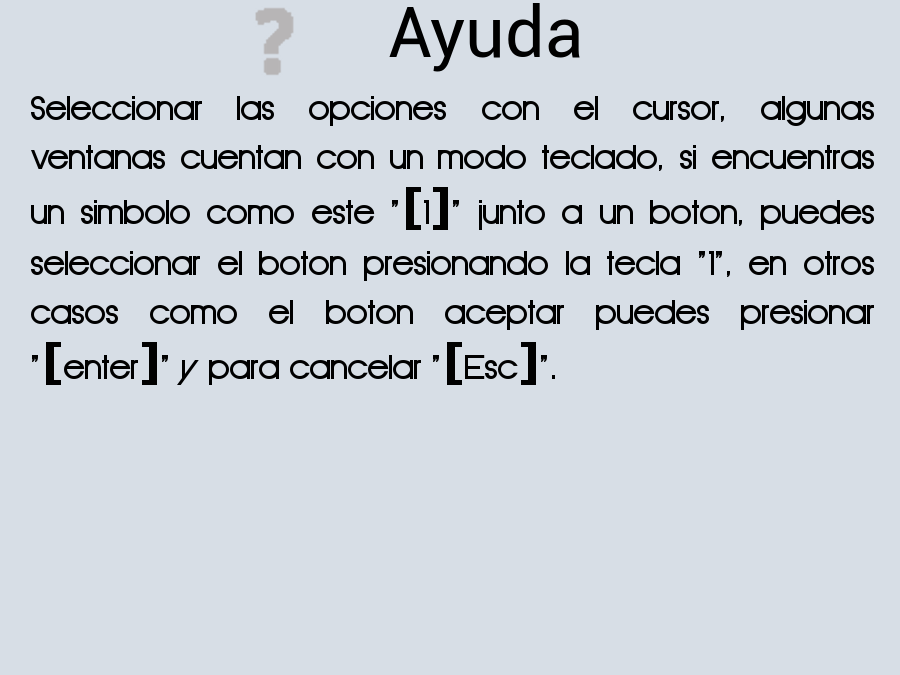 ? Ayuda
Seleccionar las opciones con el cursor, algunas
ventanas cuentan con un modo teclado, si encuentras
un simbolo como este "[1]" junto a un boton, puedes
seleccionar el boton presionando la tecla "1", en otros
casos como el boton aceptar puedes presionar
"[enter]" y para cancelar "[Esc]".